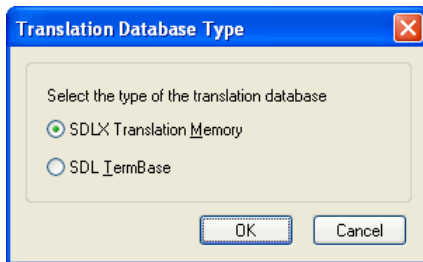 Translation Database Type
Select the type of the translation database
SDLX Translation Memory
SDL TermBase
OK Cancel